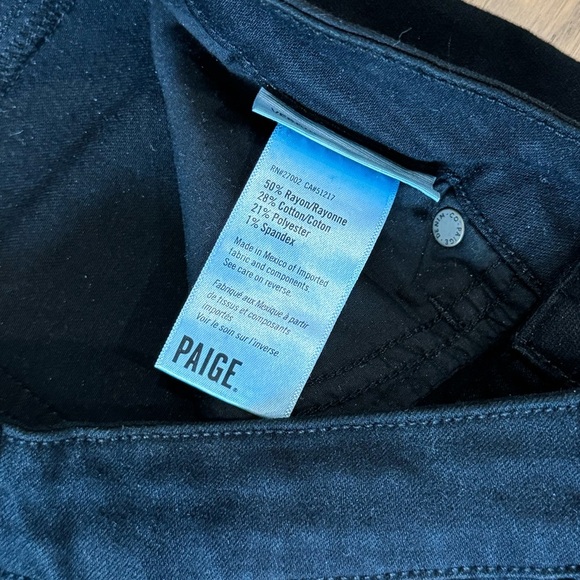 RN#27002 CA#51217
50% Rayon/Rayonne
28% Cotton/Coton
21% Polyester
1% Spandex
Made in Mexico of Imported
fabric and components.
See care on reverse.
Fabriqué aux Mexique à partir
de tissus et composants
importés
Voir le soin sur l'inverse.
PAIGE®